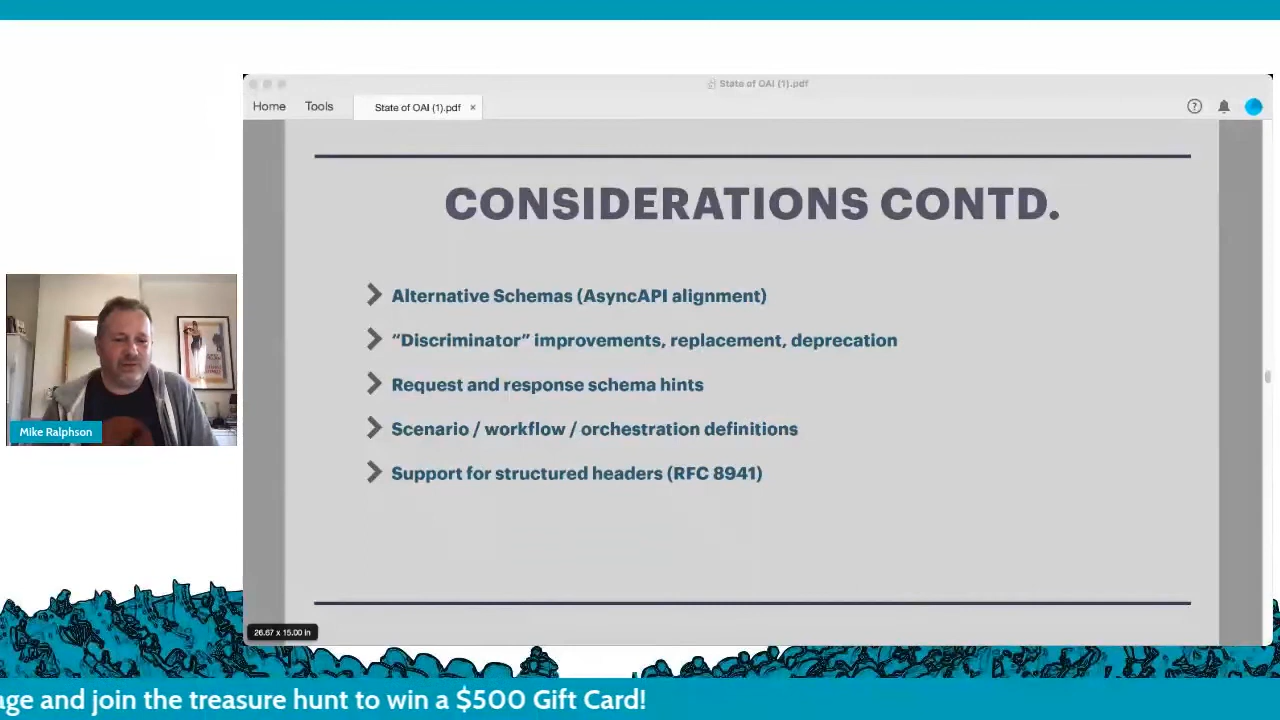 State of OAI (1).pdf
Home Tools State of OAI (1).pdf ×
CONSIDERATIONS CONTD.
Alternative Schemas (AsyncAPI alignment)
“Discriminator” improvements, replacement, deprecation
Request and response schema hints
Scenario / workflow / orchestration definitions
Support for structured headers (RFC 8941)
Mike Ralphson
26.67 x 15.00 in
age and join the treasure hunt to win a $500 Gift Card!